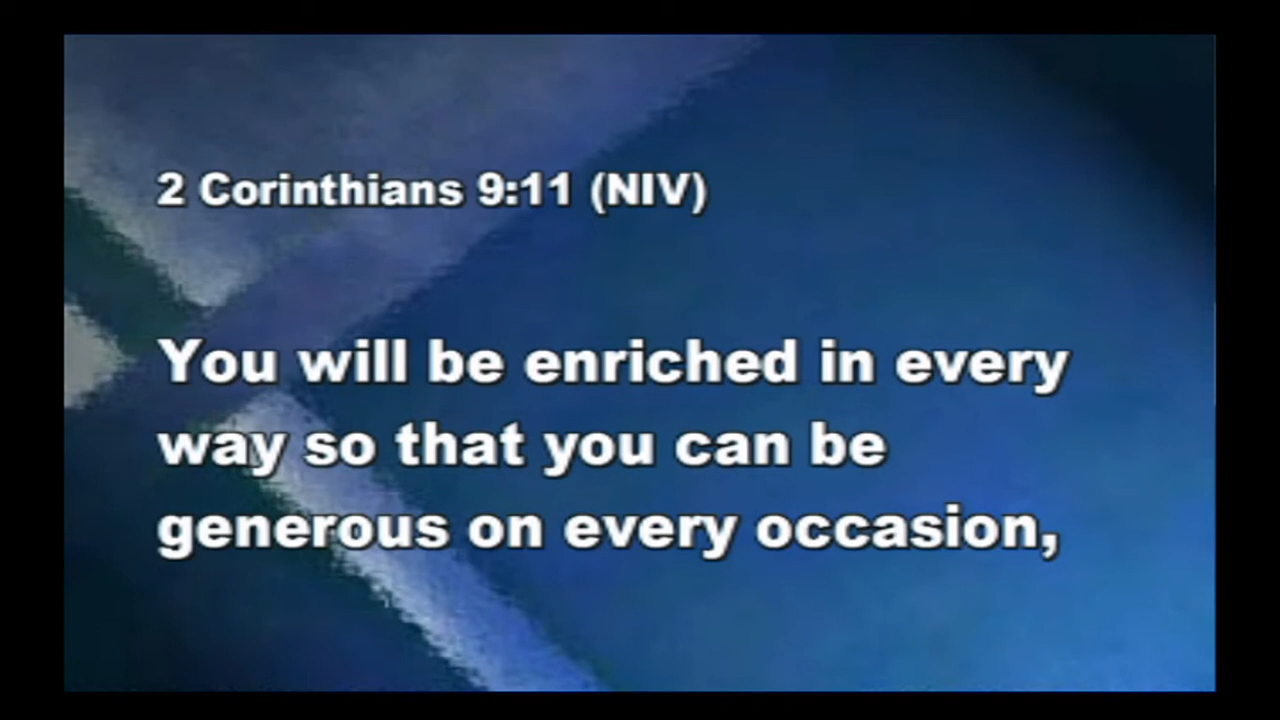 2 Corinthians 9:11 (NIV)
You will be enriched in every
way so that you can be
generous on every occasion,